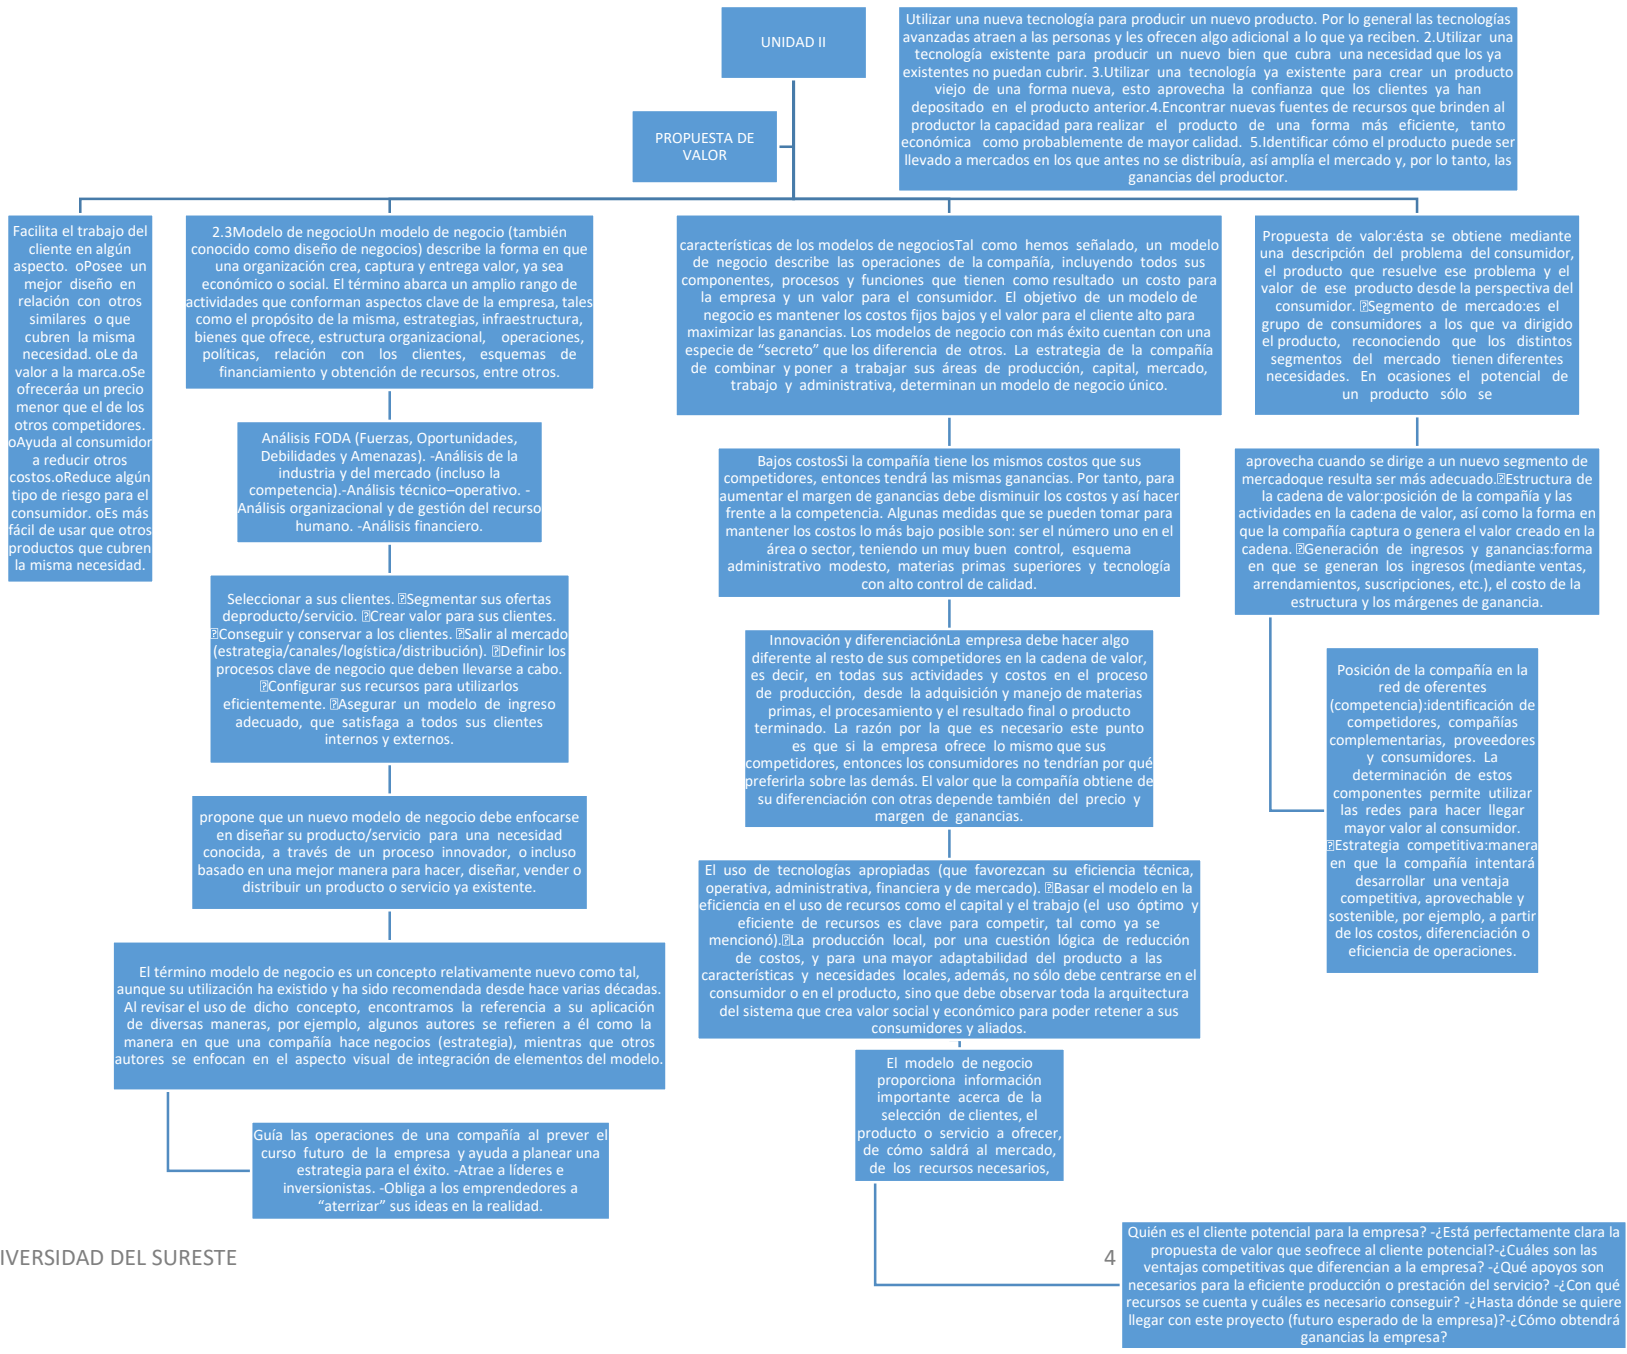 UNIDAD II
Utilizar una nueva tecnología para producir un nuevo producto. Por lo general las tecnologías
avanzadas atraen a las personas y les ofrecen algo adicional a lo que ya reciben. 2.Utilizar una
tecnología existente para producir un nuevo bien que cubra una necesidad que los ya
existentes no puedan cubrir. 3.Utilizar una tecnología ya existente para crear un producto
viejo de una forma nueva, esto aprovecha la confianza que los clientes ya han
depositado en el producto anterior.4.Encontrar nuevas fuentes de recursos que brinden al
productor la capacidad para realizar el producto de una forma más eficiente, tanto
económica como probablemente de mayor calidad. 5.Identificar cómo el producto puede ser
llevado a mercados en los que antes no se distribuía, así amplía el mercado y, por lo tanto, las
ganancias del productor.
PROPUESTA DE
VALOR
Facilita el trabajo del
cliente en algún
aspecto. oPosee un
mejor diseño en
relación con otros
similares o que
cubren la misma
necesidad. oLe da
valor a la marca.oSe
ofreceráa un precio
menor que el de los
otros competidores.
oAyuda al consumidor
a reducir otros
costos.oReduce algún
tipo de riesgo para el
consumidor. oEs más
fácil de usar que otros
productos que cubren
la misma necesidad.
2.3Modelo de negocioUn modelo de negocio (también
conocido como diseño de negocios) describe la forma en que
una organización crea, captura y entrega valor, ya sea
económico o social. El término abarca un amplio rango de
actividades que conforman aspectos clave de la empresa, tales
como el propósito de la misma, estrategias, infraestructura,
bienes que ofrece, estructura organizacional, operaciones,
políticas, relación con los clientes, esquemas de
financiamiento y obtención de recursos, entre otros.
Análisis FODA (Fuerzas, Oportunidades,
Debilidades y Amenazas). -Análisis de la
industria y del mercado (incluso la
competencia).-Análisis técnico–operativo. -
Análisis organizacional y de gestión del recurso
humano. -Análisis financiero.
Seleccionar a sus clientes. Segmentar sus ofertas
deproducto/servicio. Crear valor para sus clientes.
Conseguir y conservar a los clientes. Salir al mercado
(estrategia/canales/logística/distribución). Definir los
procesos clave de negocio que deben llevarse a cabo.
Configurar sus recursos para utilizarlos
eficientemente. Asegurar un modelo de ingreso
adecuado, que satisfaga a todos sus clientes
internos y externos.
propone que un nuevo modelo de negocio debe enfocarse
en diseñar su producto/servicio para una necesidad
conocida, a través de un proceso innovador, o incluso
basado en una mejor manera para hacer, diseñar, vender o
distribuir un producto o servicio ya existente.
El término modelo de negocio es un concepto relativamente nuevo como tal,
aunque su utilización ha existido y ha sido recomendada desde hace varias décadas.
Al revisar el uso de dicho concepto, encontramos la referencia a su aplicación
de diversas maneras, por ejemplo, algunos autores se refieren a él como la
manera en que una compañía hace negocios (estrategia), mientras que otros
autores se enfocan en el aspecto visual de integración de elementos del modelo.
Guía las operaciones de una compañía al prever el
curso futuro de la empresa y ayuda a planear una
estrategia para el éxito. -Atrae a líderes e
inversionistas. -Obliga a los emprendedores a
“aterrizar” sus ideas en la realidad.
características de los modelos de negociosTal como hemos señalado, un modelo
de negocio describe las operaciones de la compañía, incluyendo todos sus
componentes, procesos y funciones que tienen como resultado un costo para
la empresa y un valor para el consumidor. El objetivo de un modelo de
negocio es mantener los costos fijos bajos y el valor para el cliente alto para
maximizar las ganancias. Los modelos de negocio con más éxito cuentan con una
especie de “secreto” que los diferencia de otros. La estrategia de la compañía
de combinar y poner a trabajar sus áreas de producción, capital, mercado,
trabajo y administrativa, determinan un modelo de negocio único.
Bajos costosSi la compañía tiene los mismos costos que sus
competidores, entonces tendrá las mismas ganancias. Por tanto, para
aumentar el margen de ganancias debe disminuir los costos y así hacer
frente a la competencia. Algunas medidas que se pueden tomar para
mantener los costos lo más bajo posible son: ser el número uno en el
área o sector, teniendo un muy buen control, esquema
administrativo modesto, materias primas superiores y tecnología
con alto control de calidad.
Innovación y diferenciaciónLa empresa debe hacer algo
diferente al resto de sus competidores en la cadena de valor,
es decir, en todas sus actividades y costos en el proceso
de producción, desde la adquisición y manejo de materias
primas, el procesamiento y el resultado final o producto
terminado. La razón por la que es necesario este punto
es que si la empresa ofrece lo mismo que sus
competidores, entonces los consumidores no tendrían por qué
preferirla sobre las demás. El valor que la compañía obtiene de
su diferenciación con otras depende también del precio y
margen de ganancias.
El uso de tecnologías apropiadas (que favorezcan su eficiencia técnica,
operativa, administrativa, financiera y de mercado). Basar el modelo en la
eficiencia en el uso de recursos como el capital y el trabajo (el uso óptimo y
eficiente de recursos es clave para competir, tal como ya se
mencionó).La producción local, por una cuestión lógica de reducción
de costos, y para una mayor adaptabilidad del producto a las
características y necesidades locales, además, no sólo debe centrarse en el
consumidor o en el producto, sino que debe observar toda la arquitectura
del sistema que crea valor social y económico para poder retener a sus
consumidores y aliados.
El modelo de negocio
proporciona información
importante acerca de la
selección de clientes, el
producto o servicio a ofrecer,
de cómo saldrá al mercado,
de los recursos necesarios,
Quién es el cliente potencial para la empresa? -¿Está perfectamente clara la
propuesta de valor que seofrece al cliente potencial?-¿Cuáles son las
ventajas competitivas que diferencian a la empresa? -¿Qué apoyos son
necesarios para la eficiente producción o prestación del servicio? -¿Con qué
recursos se cuenta y cuáles es necesario conseguir? -¿Hasta dónde se quiere
llegar con este proyecto (futuro esperado de la empresa)?-¿Cómo obtendrá
ganancias la empresa?
Propuesta de valor:ésta se obtiene mediante
una descripción del problema del consumidor,
el producto que resuelve ese problema y el
valor de ese producto desde la perspectiva del
consumidor. Segmento de mercado:es el
grupo de consumidores a los que va dirigido
el producto, reconociendo que los distintos
segmentos del mercado tienen diferentes
necesidades. En ocasiones el potencial de
un producto sólo se
aprovecha cuando se dirige a un nuevo segmento de
mercadoque resulta ser más adecuado.Estructura de
la cadena de valor:posición de la compañía y las
actividades en la cadena de valor, así como la forma en
que la compañía captura o genera el valor creado en la
cadena. Generación de ingresos y ganancias:forma
en que se generan los ingresos (mediante ventas,
arrendamientos, suscripciones, etc.), el costo de la
estructura y los márgenes de ganancia.
Posición de la compañía en la
red de oferentes
(competencia):identificación de
competidores, compañías
complementarias, proveedores
y consumidores. La
determinación de estos
componentes permite utilizar
las redes para hacer llegar
mayor valor al consumidor.
Estrategia competitiva:manera
en que la compañía intentará
desarrollar una ventaja
competitiva, aprovechable y
sostenible, por ejemplo, a partir
de los costos, diferenciación o
eficiencia de operaciones.
IVERSIDAD DEL SURESTE
4